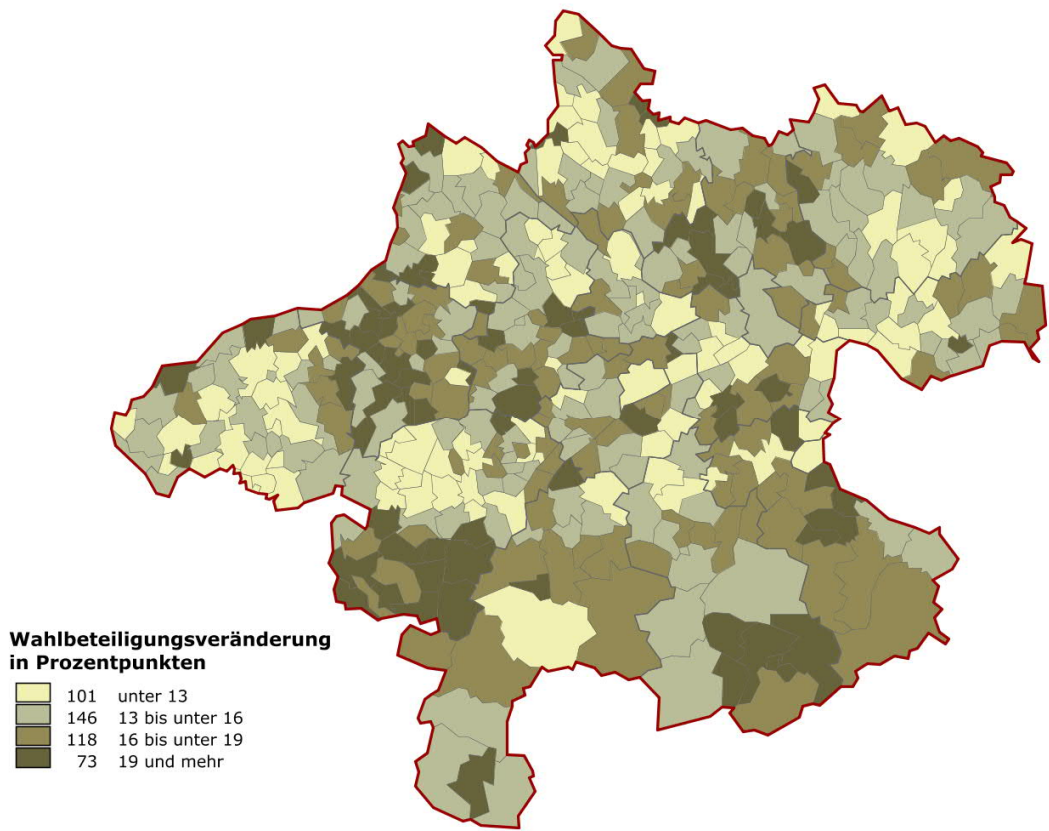 Wahlbeteiligungsveränderung
in Prozentpunkten
101 unter 13
146 13 bis unter 16
118 16 bis unter 19
73 19 und mehr